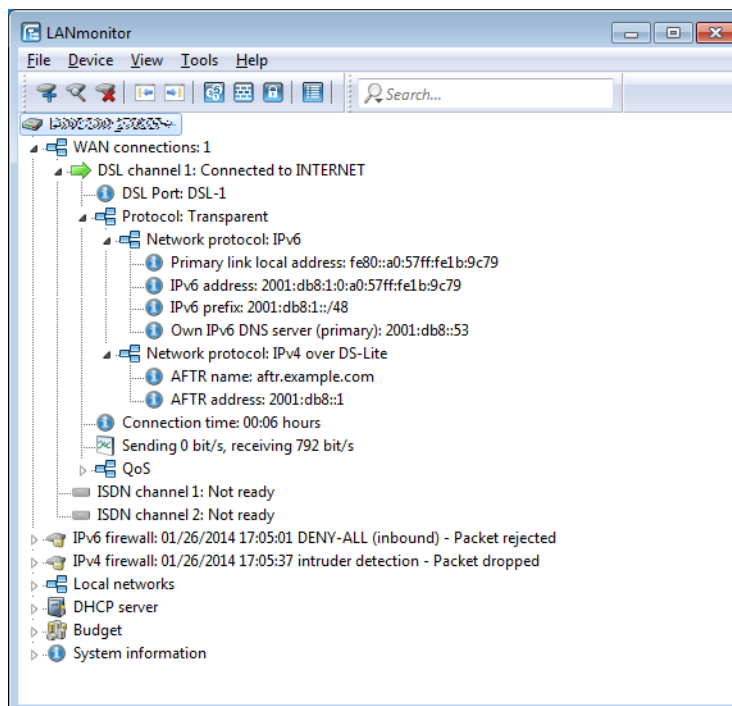 LANmonitor
File Device View Tools Help
Search...
WAN connections: 1
DSL channel 1: Connected to INTERNET
DSL Port: DSL-1
Protocol: Transparent
Network protocol: IPv6
Primary link local address: fe80::a0:57ff:fe1b:9c79
IPv6 address: 2001:db8:1:0:a0:57ff:fe1b:9c79
IPv6 prefix: 2001:db8:1::/48
Own IPv6 DNS server (primary): 2001:db8::53
Network protocol: IPv4 over DS-Lite
AFTR name: aftr.example.com
AFTR address: 2001:db8::1
Connection time: 00:06 hours
Sending 0 bit/s, receiving 792 bit/s
QoS
ISDN channel 1: Not ready
ISDN channel 2: Not ready
IPv6 firewall: 01/26/2014 17:05:01 DENY-ALL (inbound) - Packet rejected
IPv4 firewall: 01/26/2014 17:05:37 intruder detection - Packet dropped
Local networks
DHCP server
Budget
System information